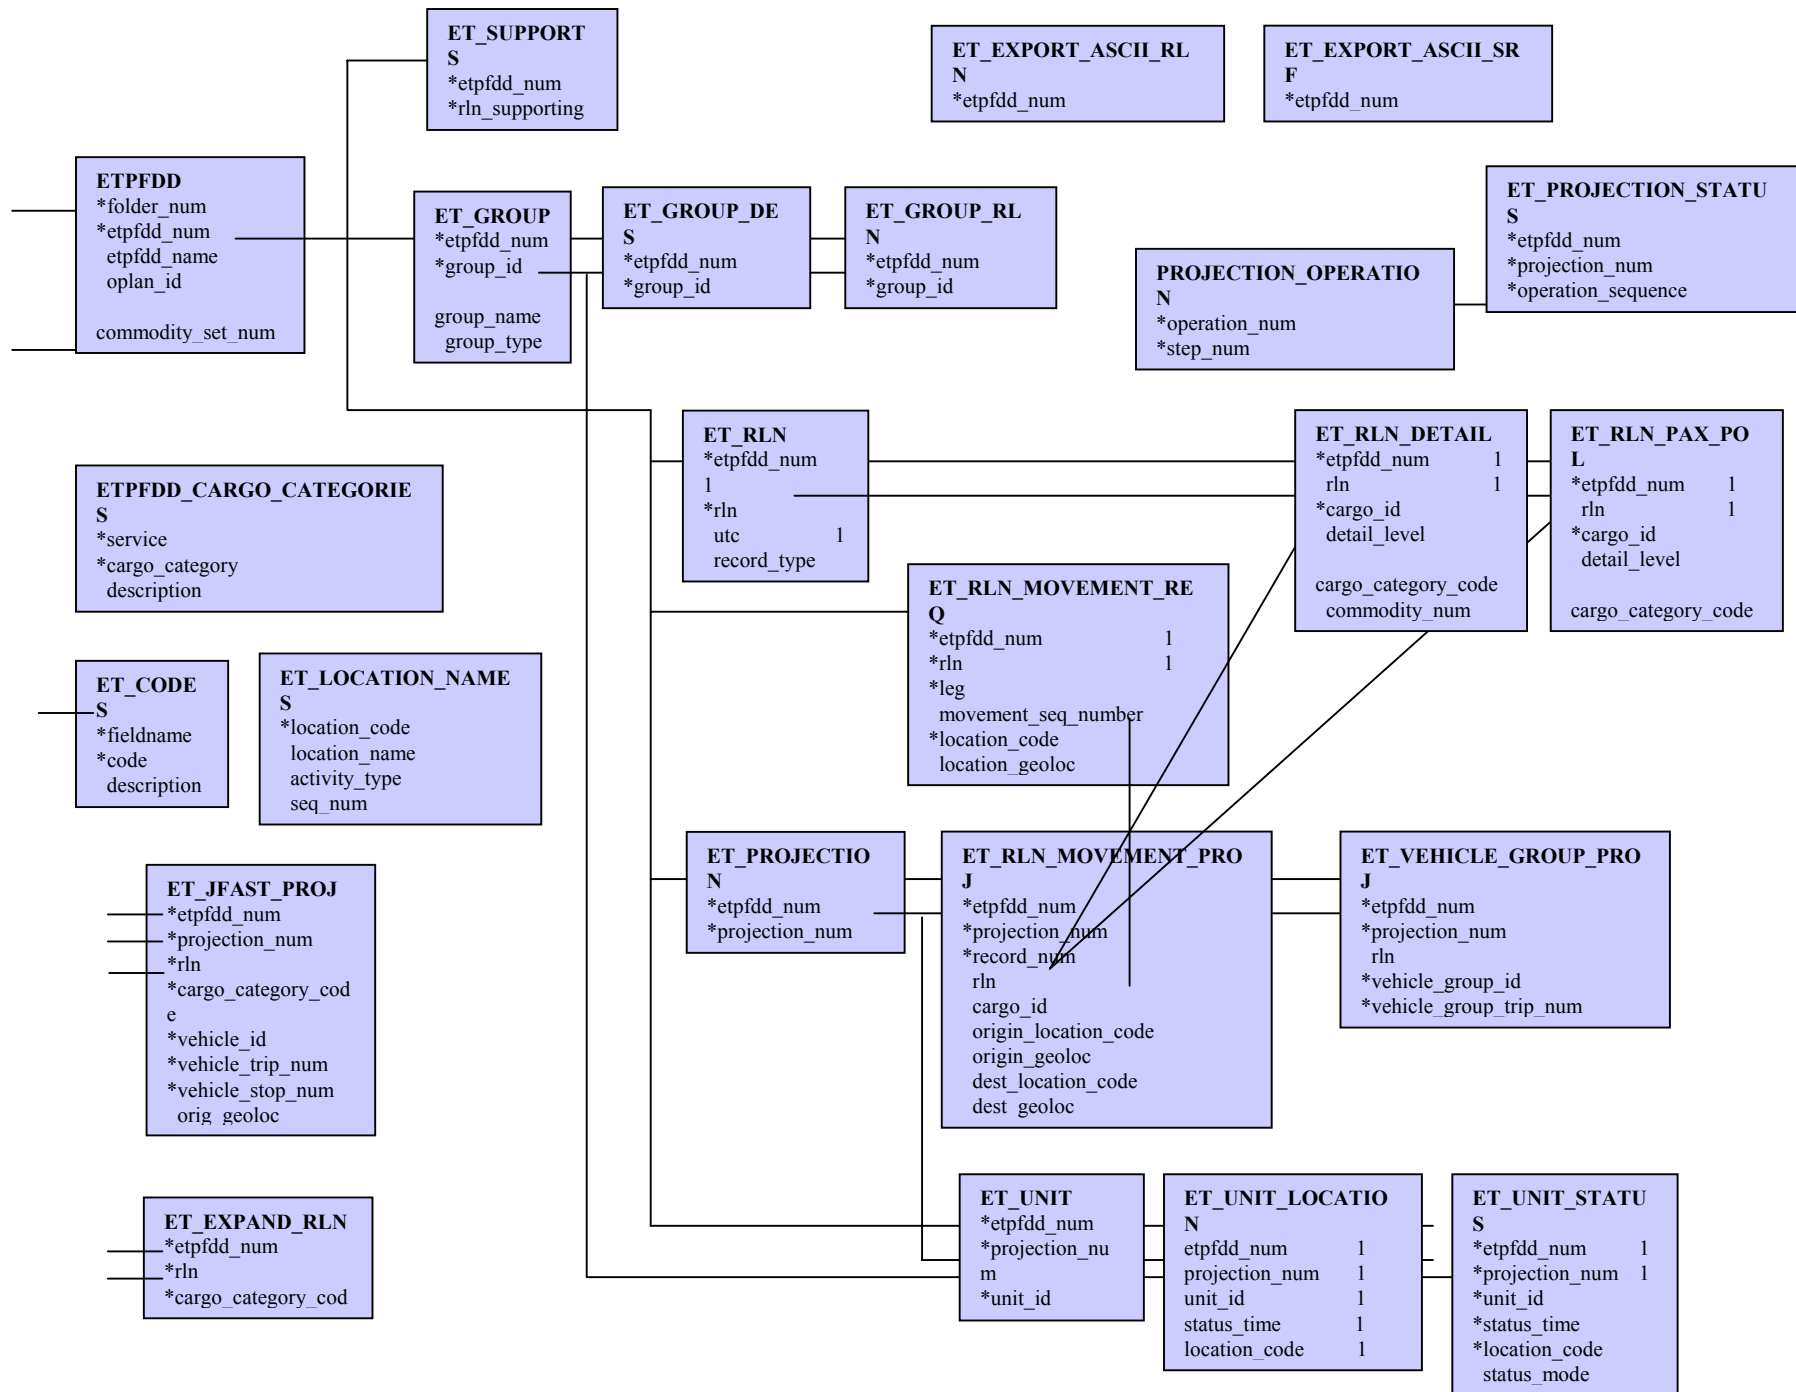 ET_SUPPORT
S
*etpfdd_num
*rln_supporting
ET_EXPORT_ASCII_RL
N
*etpfdd_num
ET_EXPORT_ASCII_SR
F
*etpfdd_num
ETPFDD
*folder_num
*etpfdd_num
etpfdd_name
oplan_id
commodity_set_num
ET_GROUP
*etpfdd_num
*group_id
group_name
group_type
ET_GROUP_DE
S
*etpfdd_num
*group_id
ET_GROUP_RL
N
*etpfdd_num
*group_id
PROJECTION_OPERATIO
N
*operation_num
*step_num
ET_PROJECTION_STATU
S
*etpfdd_num
*projection_num
*operation_sequence
ETPFDD_CARGO_CATEGORIE
S
*service
*cargo_category
description
ET_RLN
*etpfdd_num
1
*rln
utc 1
record_type
ET_RLN_DETAIL
*etpfdd_num 1
rln 1
*cargo_id
detail_level
cargo_category_code
commodity_num
ET_RLN_PAX_PO
L
*etpfdd_num 1
rln 1
*cargo_id
detail_level
cargo_category_code
ET_RLN_MOVEMENT_RE
Q
*etpfdd_num 1
*rln 1
*leg
movement_seq_number
*location_code
location_geoloc
ET_CODE
S
*fieldname
*code
description
ET_LOCATION_NAME
S
*location_code
location_name
activity_type
seq_num
ET_JFAST_PROJ
*etpfdd_num
*projection_num
*rln
*cargo_category_cod
e
*vehicle_id
*vehicle_trip_num
*vehicle_stop_num
orig_geoloc
ET_PROJECTIO
N
*etpfdd_num
*projection_num
ET_RLN_MOVEMENT_PRO
J
*etpfdd_num
*projection_num
*record_num
rln
cargo_id
origin_location_code
origin_geoloc
dest_location_code
dest_geoloc
ET_VEHICLE_GROUP_PRO
J
*etpfdd_num
*projection_num
rln
*vehicle_group_id
*vehicle_group_trip_num
ET_EXPAND_RLN
*etpfdd_num
*rln
*cargo_category_cod
ET_UNIT
*etpfdd_num
*projection_nu
m
*unit_id
ET_UNIT_LOCATIO
N
etpfdd_num 1
projection_num 1
unit_id 1
status_time 1
location_code 1
ET_UNIT_STATU
S
*etpfdd_num 1
*projection_num 1
*unit_id
*status_time
*location_code
status_mode